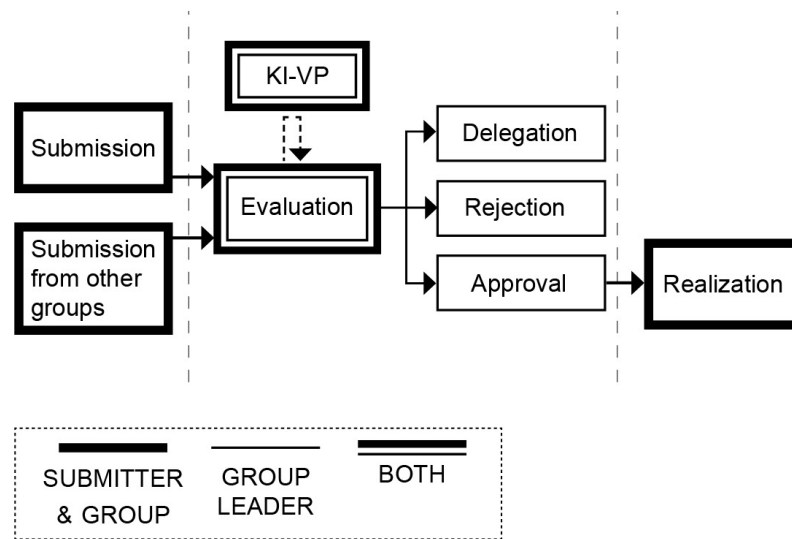 KI-VP
Submission
Evaluation
Submission
from other
groups
Delegation
Rejection
Approval
Realization
SUBMITTER
& GROUP
GROUP
LEADER
BOTH